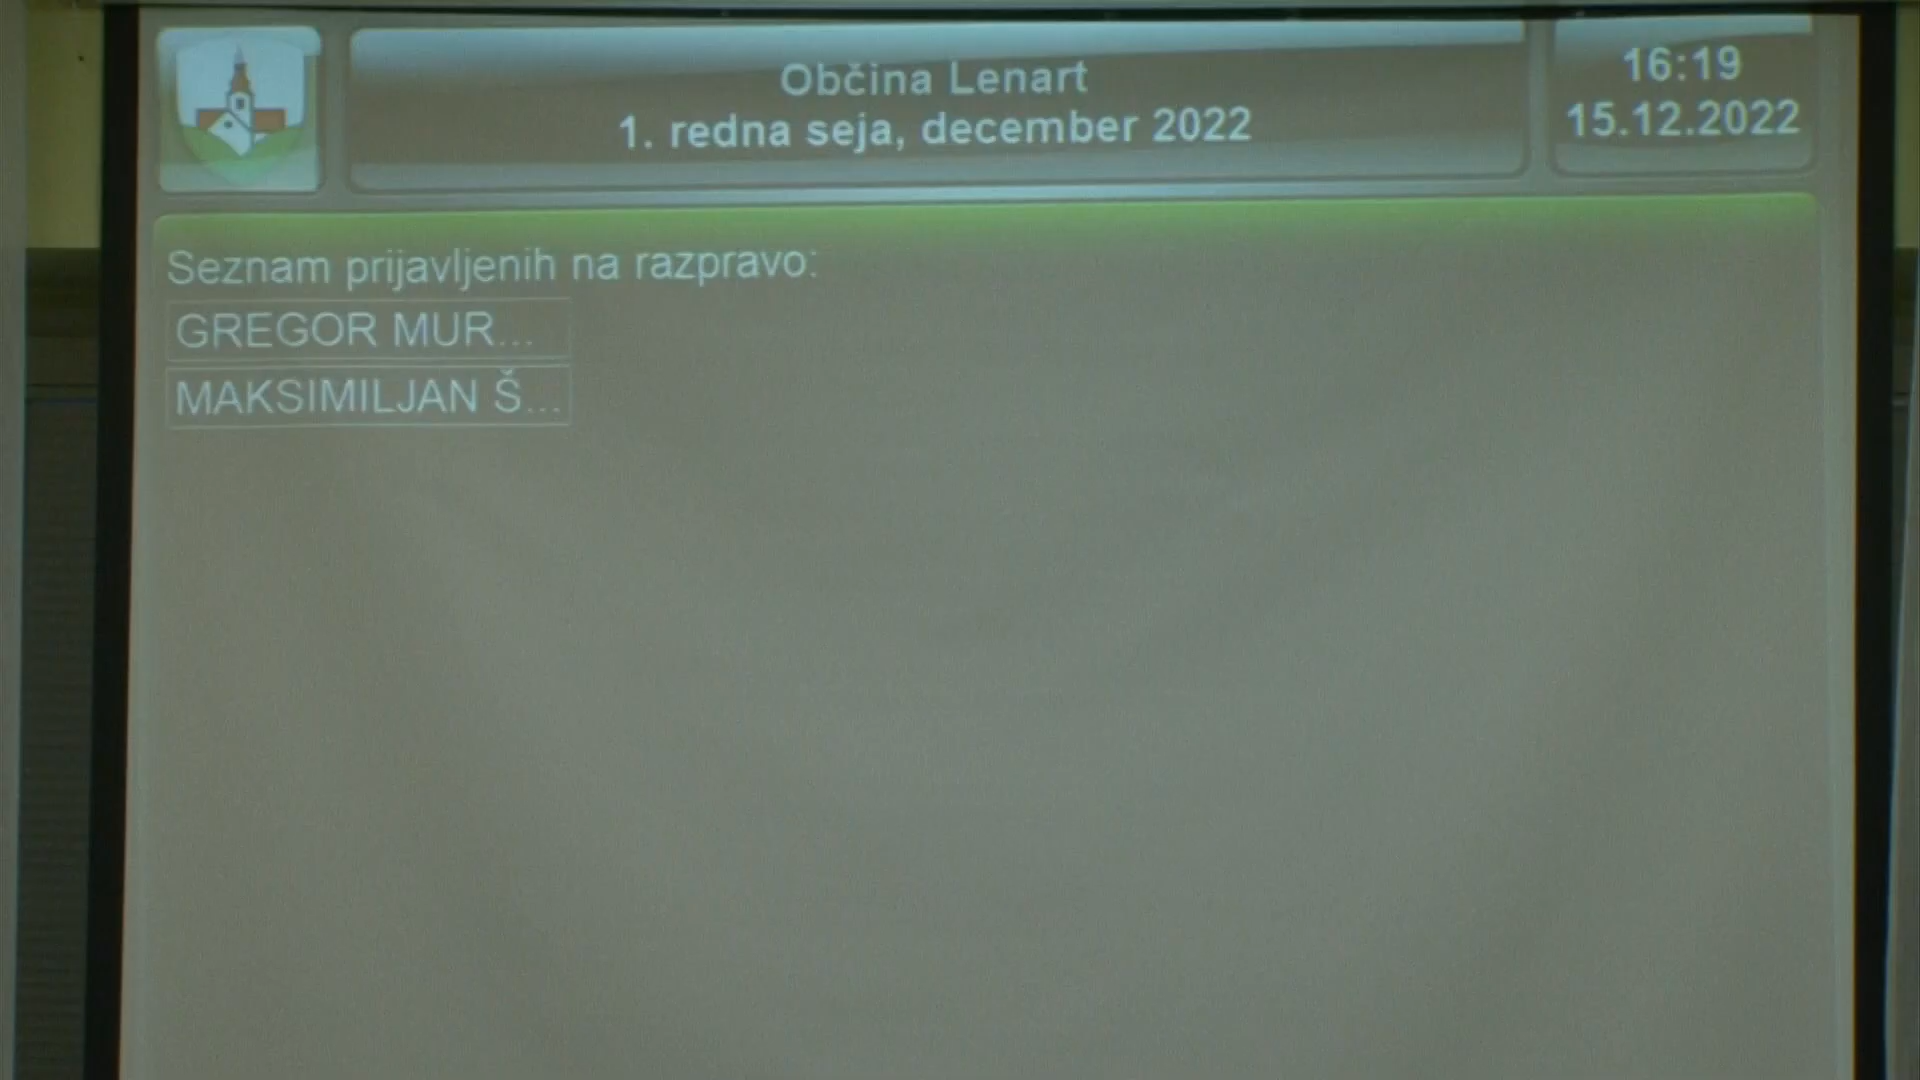 Občina Lenart
1. redna seja, december 2022
16:19
15.12.2022
Seznam prijavljenih na razpravo:
GREGOR MUR...
MAKSIMILJAN Š...